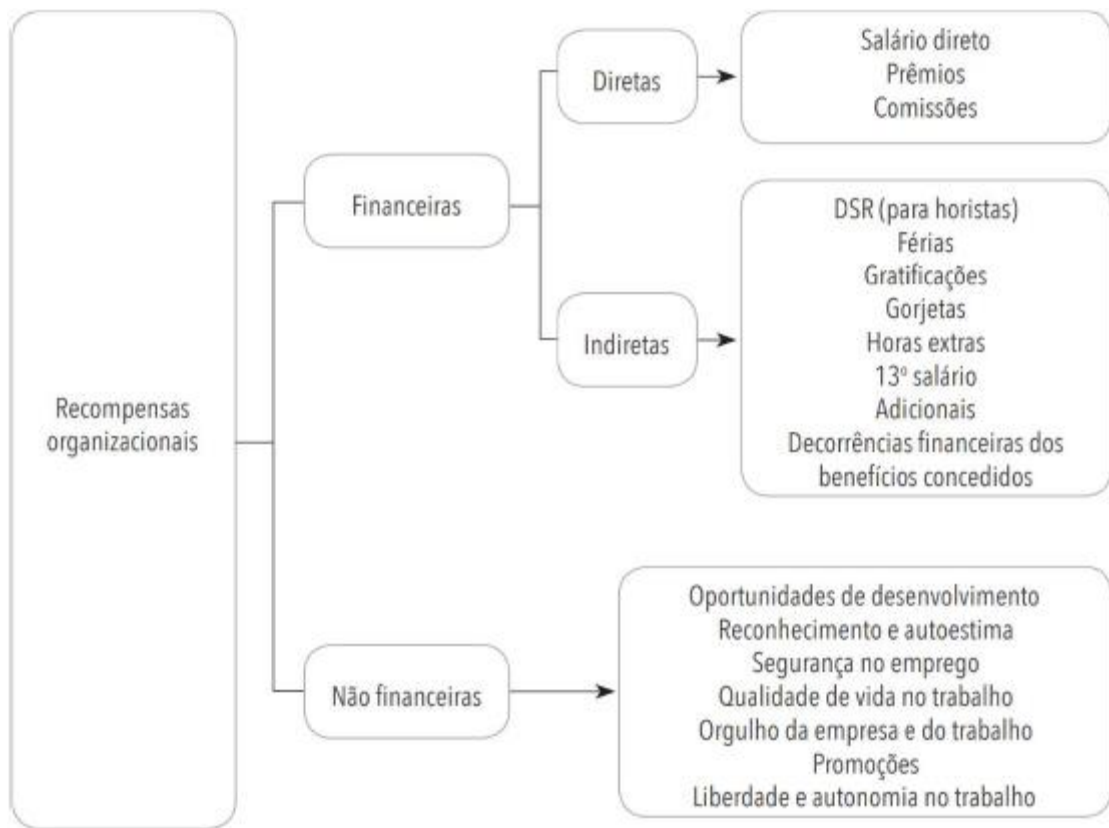 Recompensas
organizacionais
Financeiras
Diretas
Salário direto
Prêmios
Comissões
Indiretas
DSR (para horistas)
Férias
Gratificações
Gorjetas
Horas extras
13º salário
Adicionais
Decorrências financeiras dos
benefícios concedidos
Não financeiras
Oportunidades de desenvolvimento
Reconhecimento e autoestima
Segurança no emprego
Qualidade de vida no trabalho
Orgulho da empresa e do trabalho
Promoções
Liberdade e autonomia no trabalho